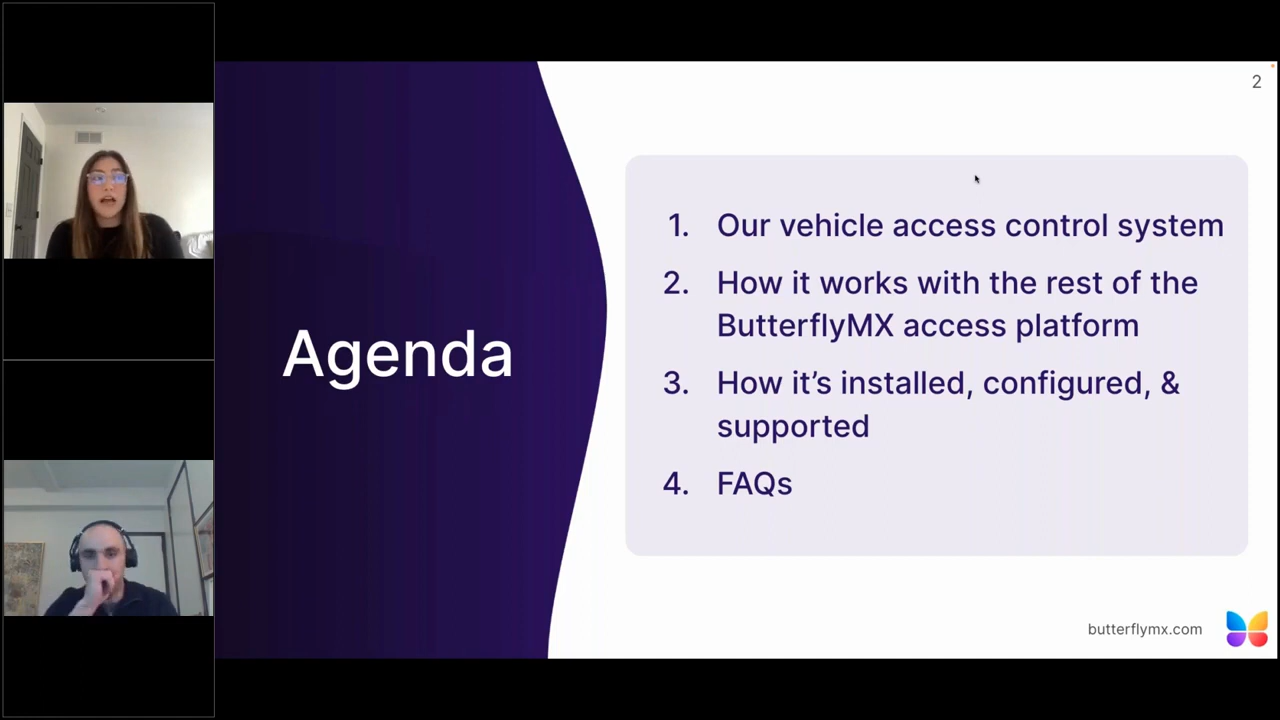 2
Agenda
1. Our vehicle access control system
2. How it works with the rest of the
ButterflyMX access platform
3. How it’s installed, configured, &
supported
4. FAQs
butterflymx.com